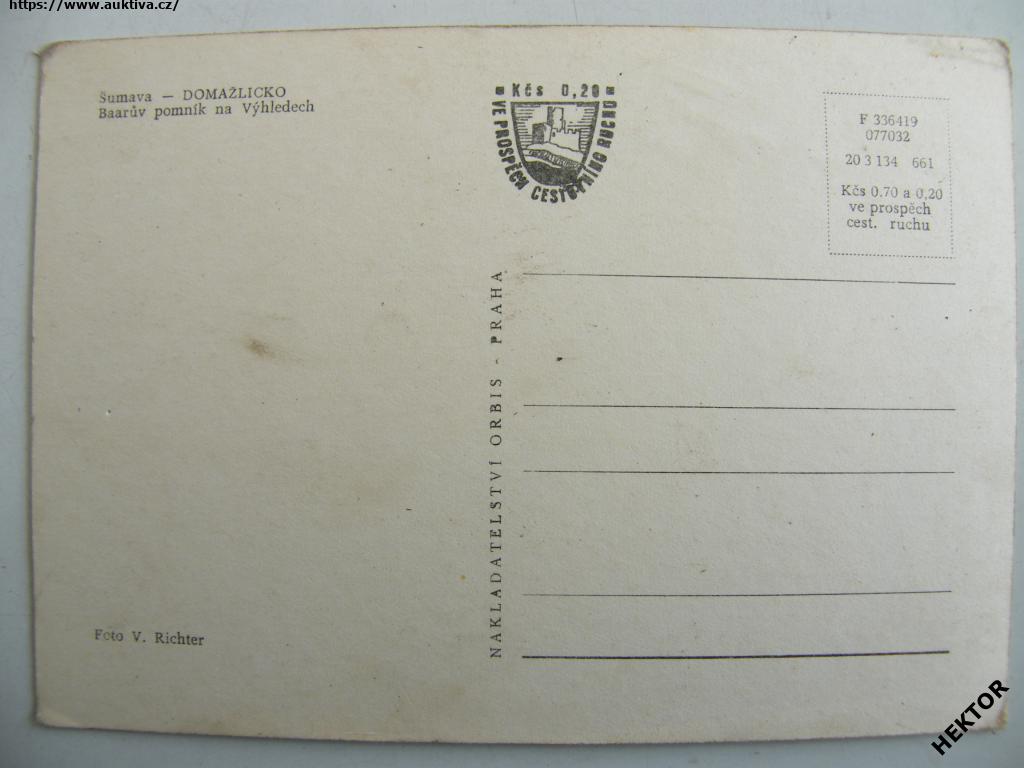 https://www.auktiva.cz/
Šumava — DOMAŽLICKO
Baarův pomník na Výhledech
Kčs 0,20
VE PROSPĚCH CESTOVNÍHO RUCHU
F 336419
077032
20 3 134 661
Kčs 0.70 a 0,20
ve prospěch
cest. ruchu
NAKLADATELSTVÍ ORBIS - PRAHA
Foto V. Richter
HEKTOR